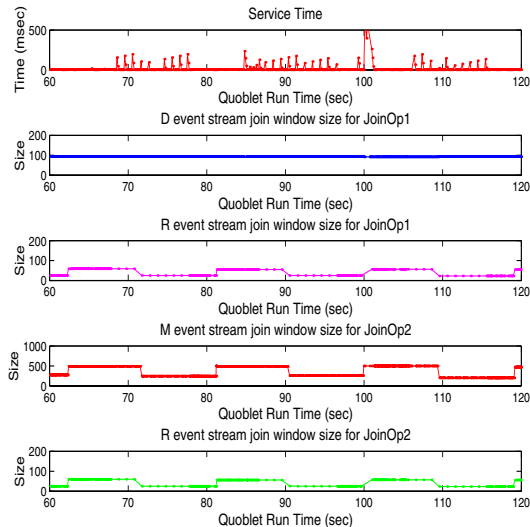 Service Time
Time (msec)
500
0
60 70 80 90 100 110 120
Quoblet Run Time (sec)
D event stream join window size for JoinOp1
Size
200
100
0
60 70 80 90 100 110 120
Quoblet Run Time (sec)
R event stream join window size for JoinOp1
Size
200
100
0
60 70 80 90 100 110 120
Quoblet Run Time (sec)
M event stream join window size for JoinOp2
Size
1000
500
0
60 70 80 90 100 110 120
Quoblet Run Time (sec)
R event stream join window size for JoinOp2
Size
200
100
0
60 70 80 90 100 110 120
Quoblet Run Time (sec)